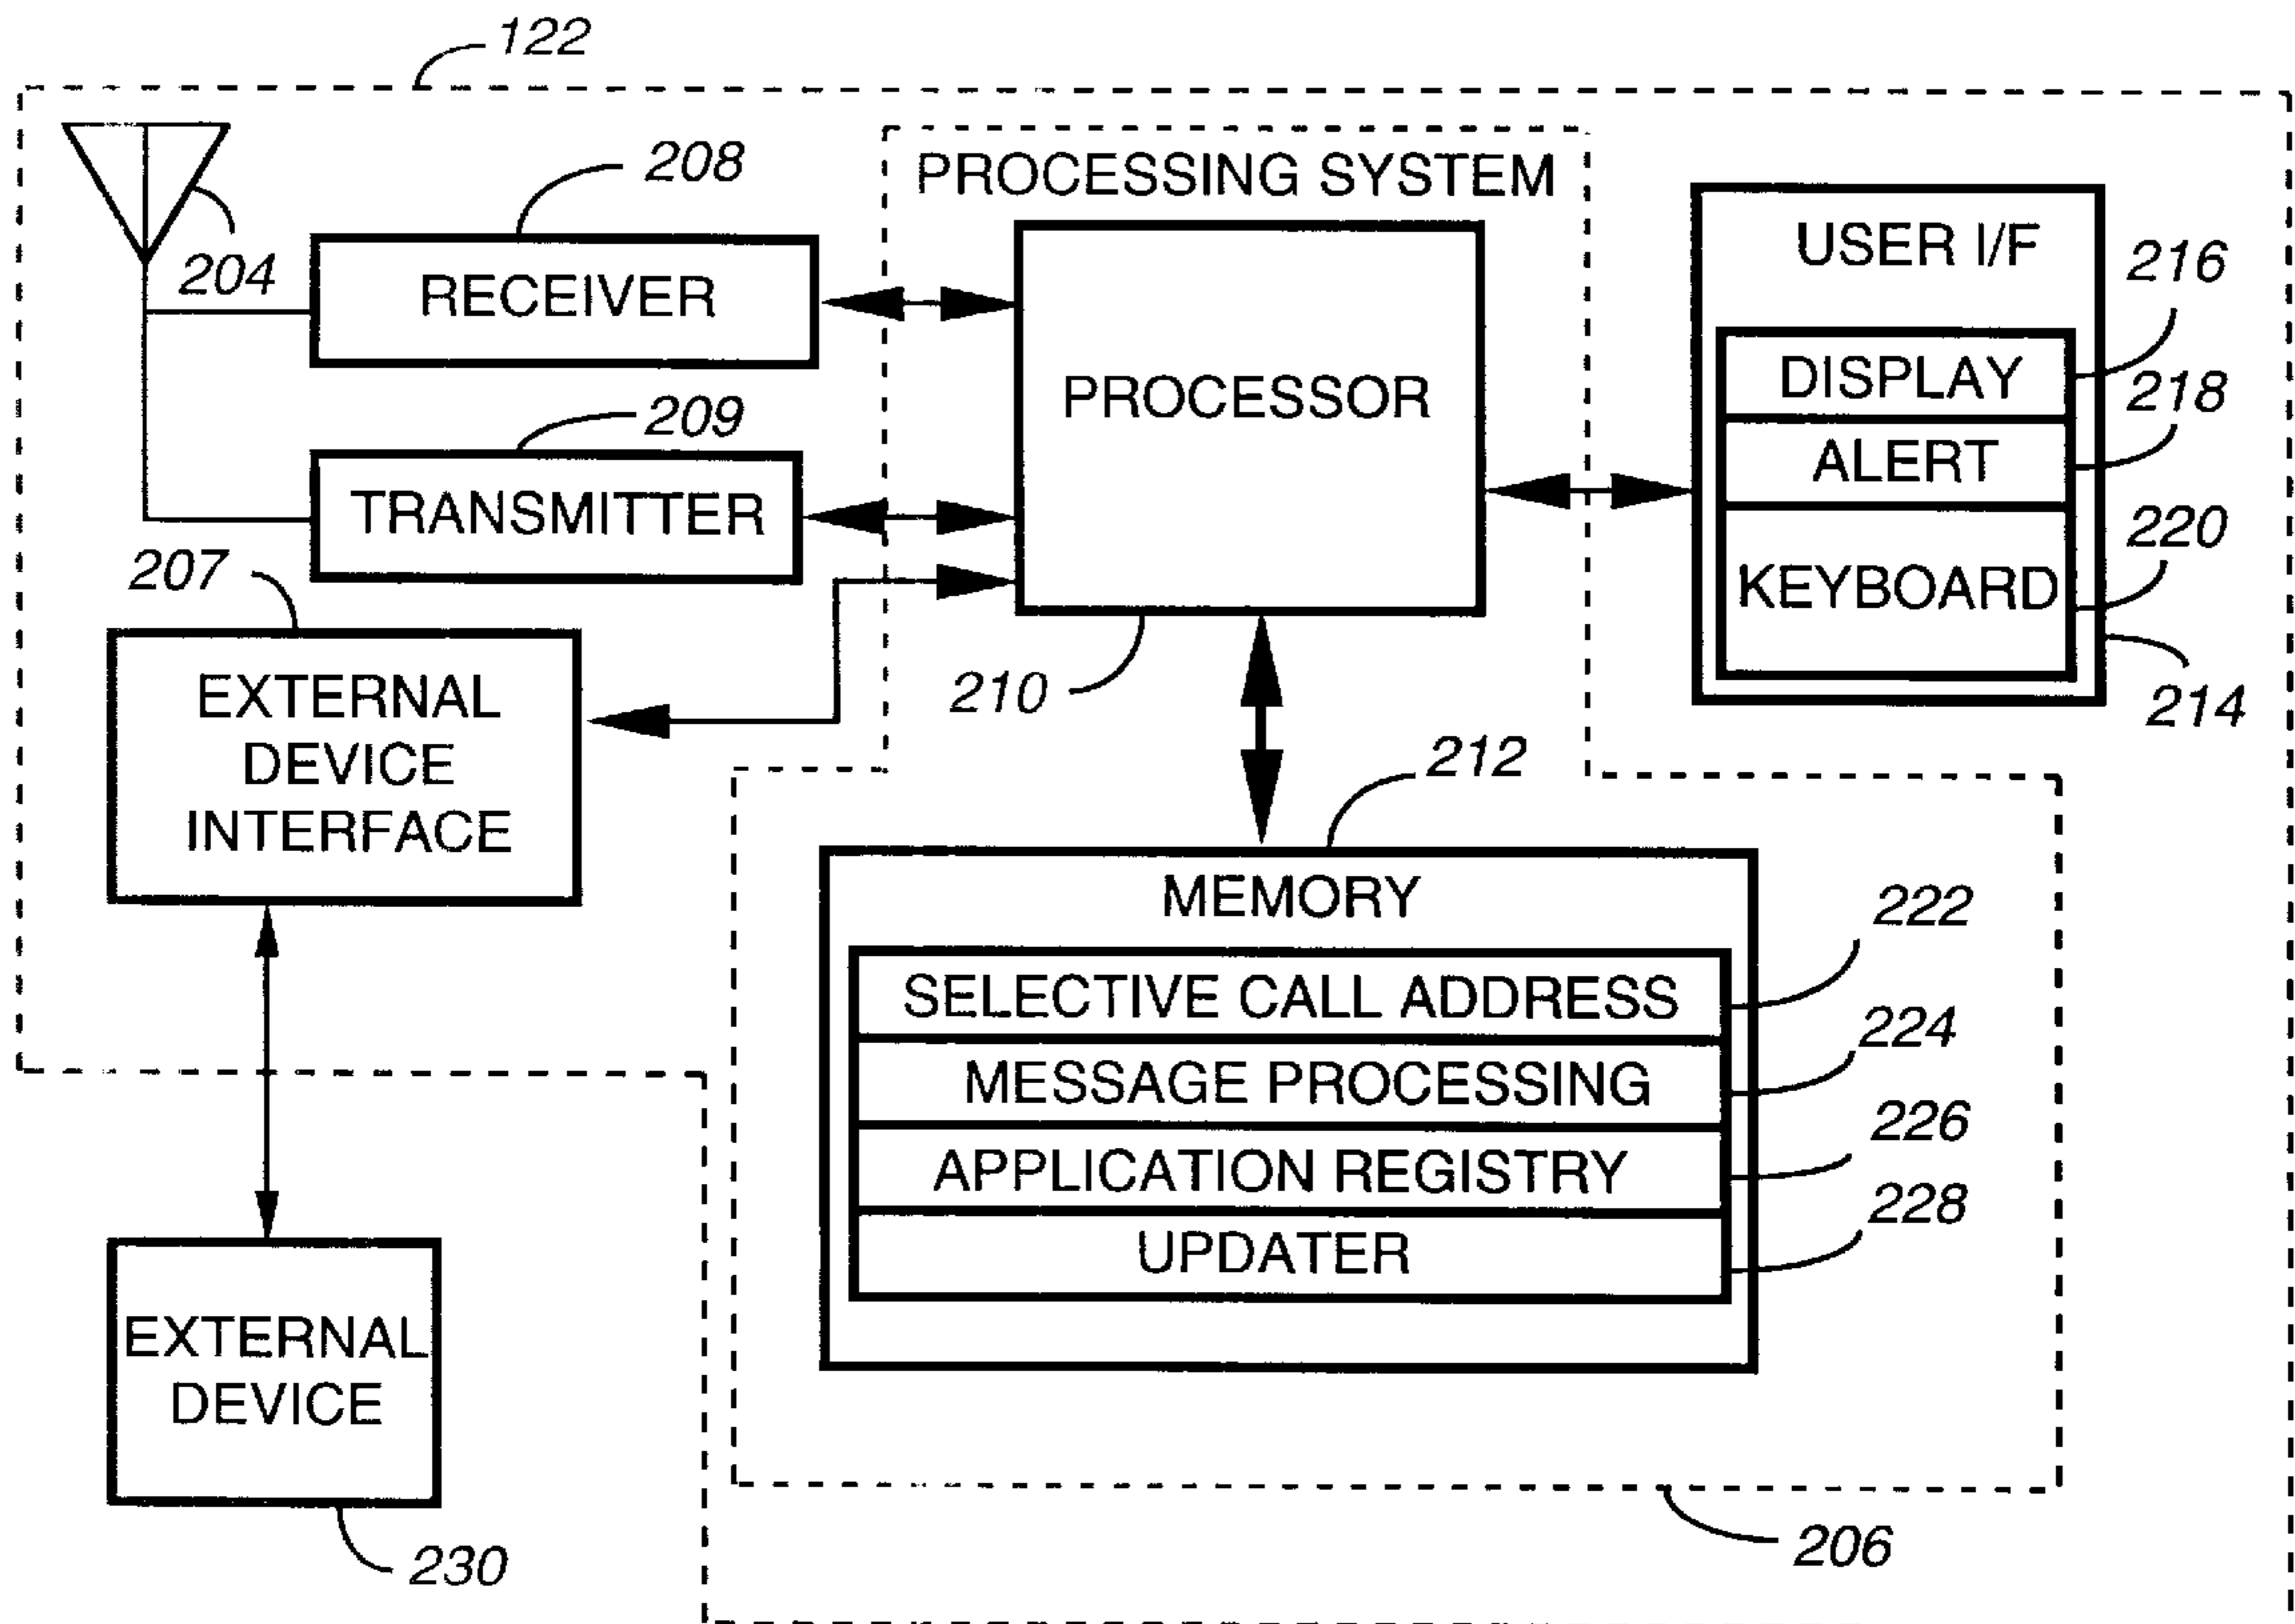 122
208
PROCESSING SYSTEM
204
RECEIVER
PROCESSOR
USER I/F
216
DISPLAY
218
ALERT
209
TRANSMITTER
220
KEYBOARD
207
EXTERNAL
DEVICE
INTERFACE
210
214
212
MEMORY
222
SELECTIVE CALL ADDRESS
224
MESSAGE PROCESSING
226
APPLICATION REGISTRY
228
UPDATER
EXTERNAL
DEVICE
230
206